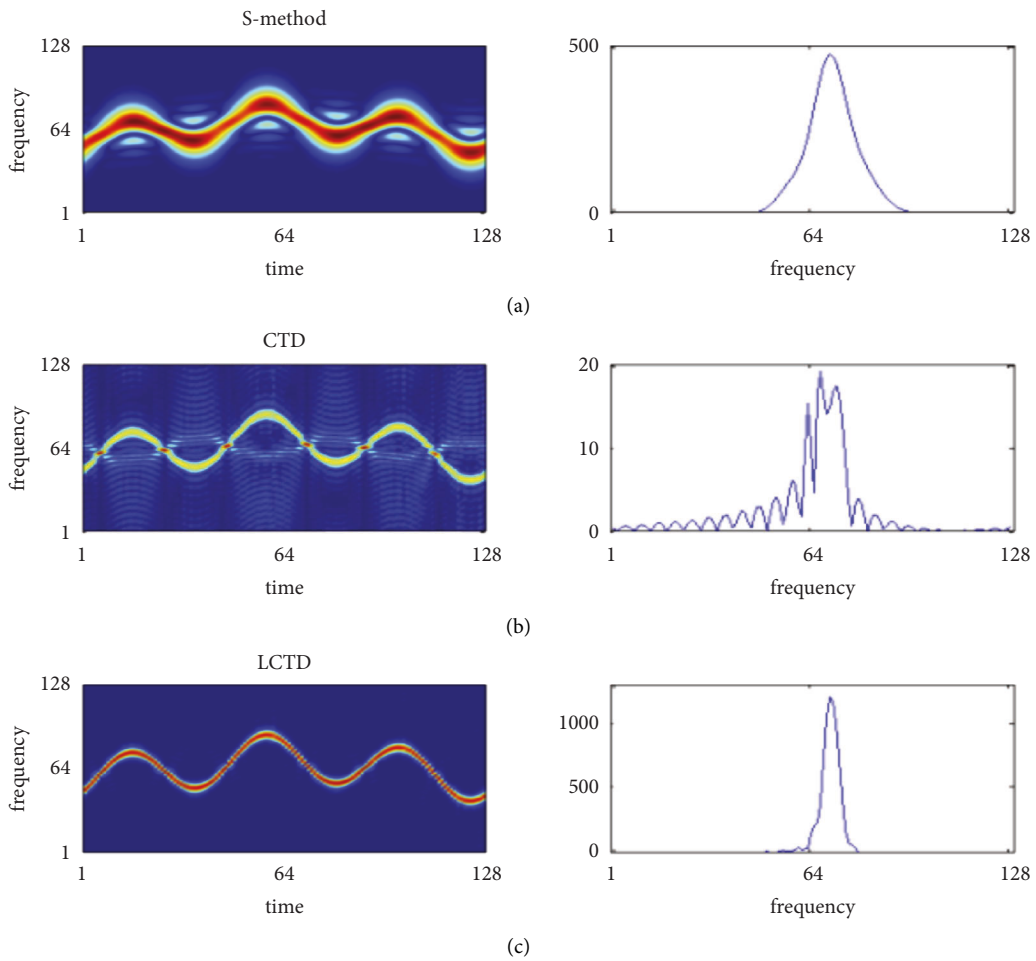 S-method
128
64
1
frequency
1
64
128
time
500
0
1
64
128
frequency
(a)
CTD
128
64
1
frequency
1
64
128
time
20
10
0
1
64
128
frequency
(b)
LCTD
128
64
1
frequency
1
64
128
time
1000
500
0
1
64
128
frequency
(c)